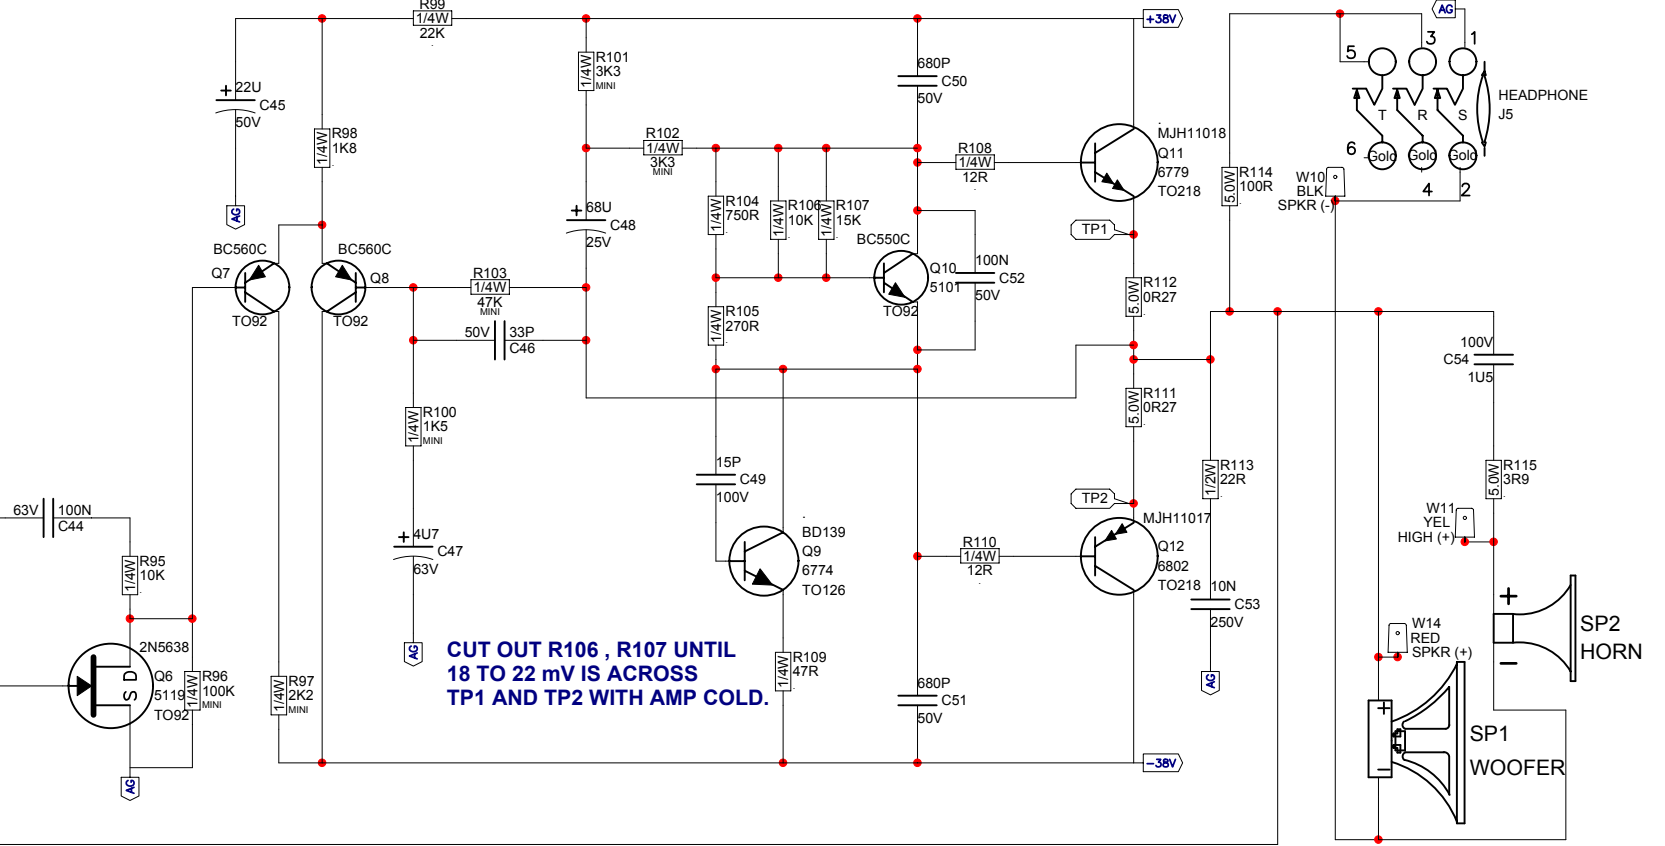 R99
1/4W
22K
+38V
AG
22U
C45
50V
AG
1/4W
R98
1K8
1/4W
R101
3K3
MINI
680P
C50
50V
R102
1/4W
3K3
MINI
68U
C48
25V
1/4W
R104
750R
1/4W
R106
10K
1/4W
R107
15K
R108
1/4W
12R
MJH11018
Q11
6779
TO218
TP1
5
3
1
T
R
S
HEADPHONE
J5
6
Gold
Gold
Gold
4
2
5.0W
R114
100R
W10
BLK
SPKR (-)
BC560C
Q7
TO92
BC560C
Q8
TO92
R103
1/4W
47K
MINI
50V
33P
C46
1/4W
R105
270R
BC550C
Q10
5101
TO92
100N
C52
50V
5.0W
R112
0R27
5.0W
R111
0R27
100V
C54
1U5
1/4W
R100
1K5
MINI
4U7
C47
63V
AG
15P
C49
100V
BD139
Q9
6774
TO126
R110
1/4W
12R
TP2
MJH11017
Q12
6802
TO218
1/2W
R113
22R
10N
C53
250V
AG
5.0W
R115
3R9
W11
YEL
HIGH (+)
63V
100N
C44
1/4W
R95
10K
2N5638
Q6
5119
TO92
S D
1/4W
R96
100K
MINI
AG
1/4W
R97
2K2
MINI
CUT OUT R106 , R107 UNTIL
18 TO 22 mV IS ACROSS
TP1 AND TP2 WITH AMP COLD.
1/4W
R109
47R
680P
C51
50V
-38V
W14
RED
SPKR (+)
+
-
SP2
HORN
+
-
SP1
WOOFER